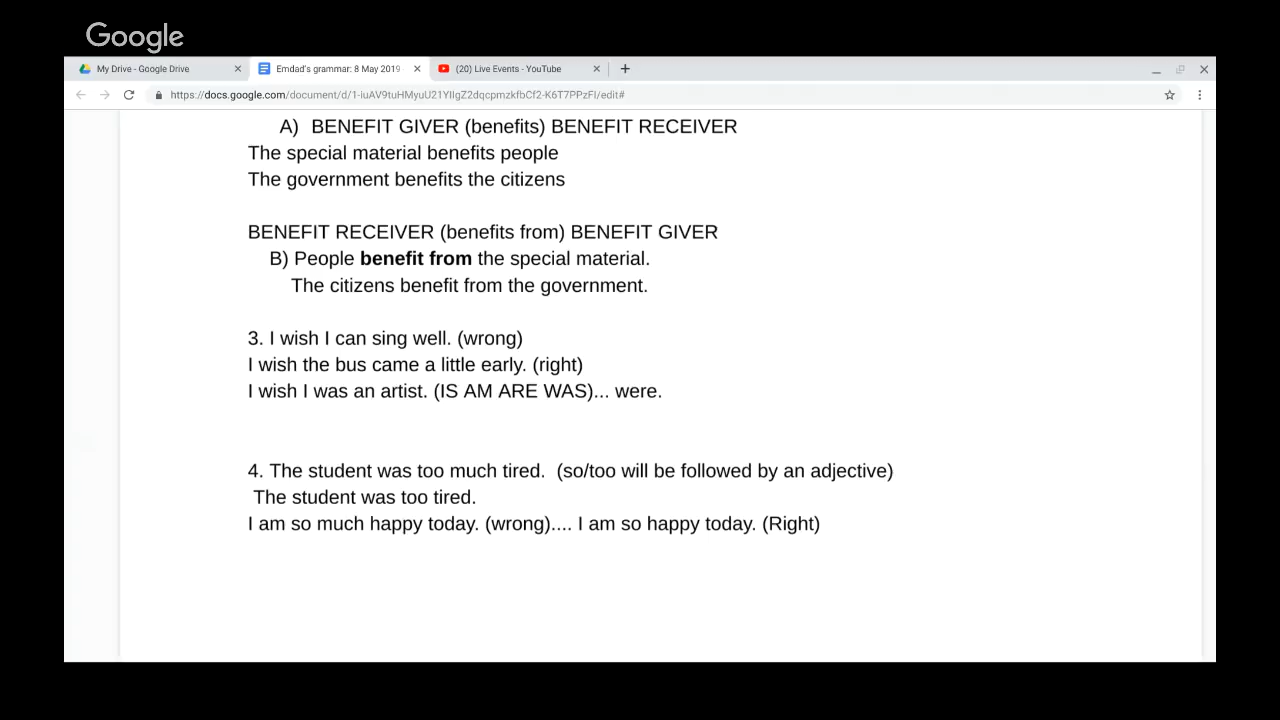 Google
My Drive - Google Drive
Emdad's grammar: 8 May 2019
(20) Live Events - YouTube
https://docs.google.com/document/d/1-iuAV9tuHMyuU21YIIgZ2dqcpmzkfbCf2-K6T7PPzFI/edit#
A) BENEFIT GIVER (benefits) BENEFIT RECEIVER
The special material benefits people
The government benefits the citizens
BENEFIT RECEIVER (benefits from) BENEFIT GIVER
B) People benefit from the special material.
The citizens benefit from the government.
3. I wish I can sing well. (wrong)
I wish the bus came a little early. (right)
I wish I was an artist. (IS AM ARE WAS)... were.
4. The student was too much tired. (so/too will be followed by an adjective)
The student was too tired.
I am so much happy today. (wrong).... I am so happy today. (Right)